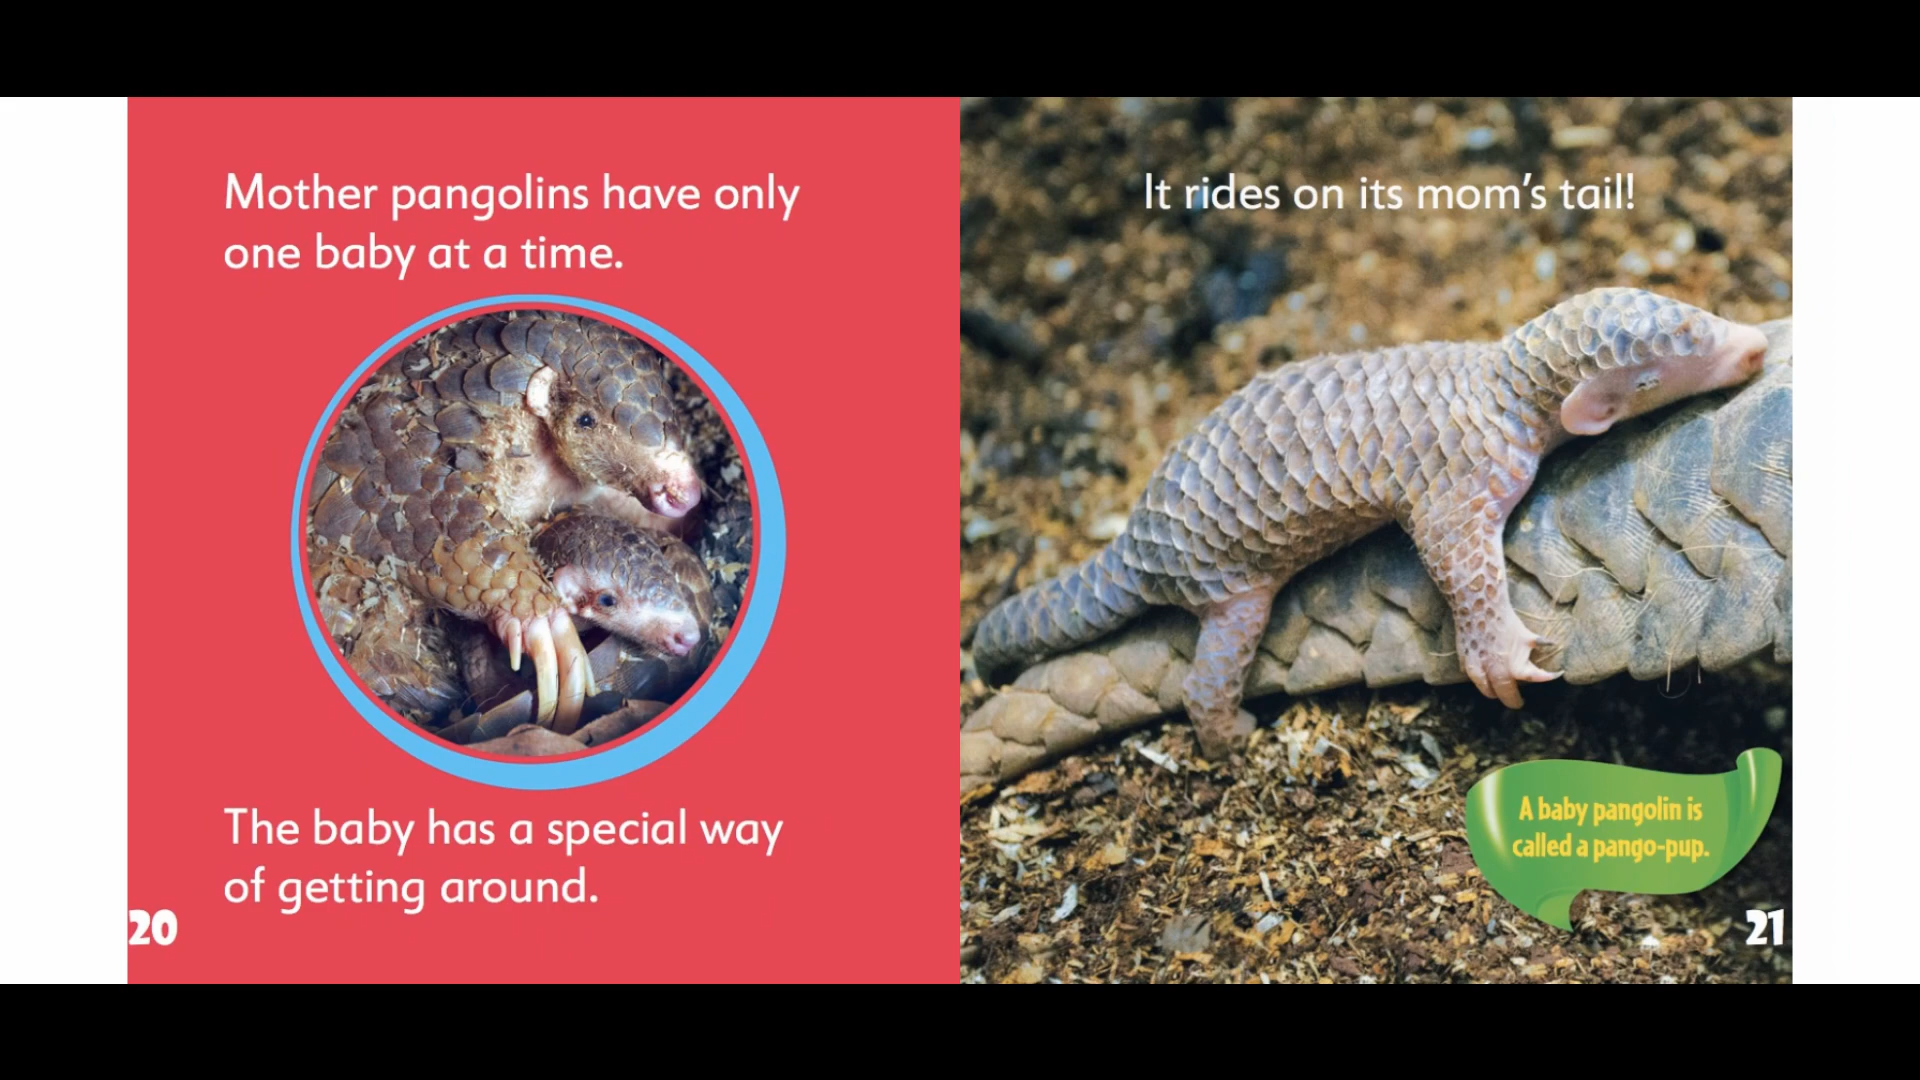 Mother pangolins have only
one baby at a time.
The baby has a special way
of getting around.
20
It rides on its mom's tail!
A baby pangolin is
called a pango-pup.
21